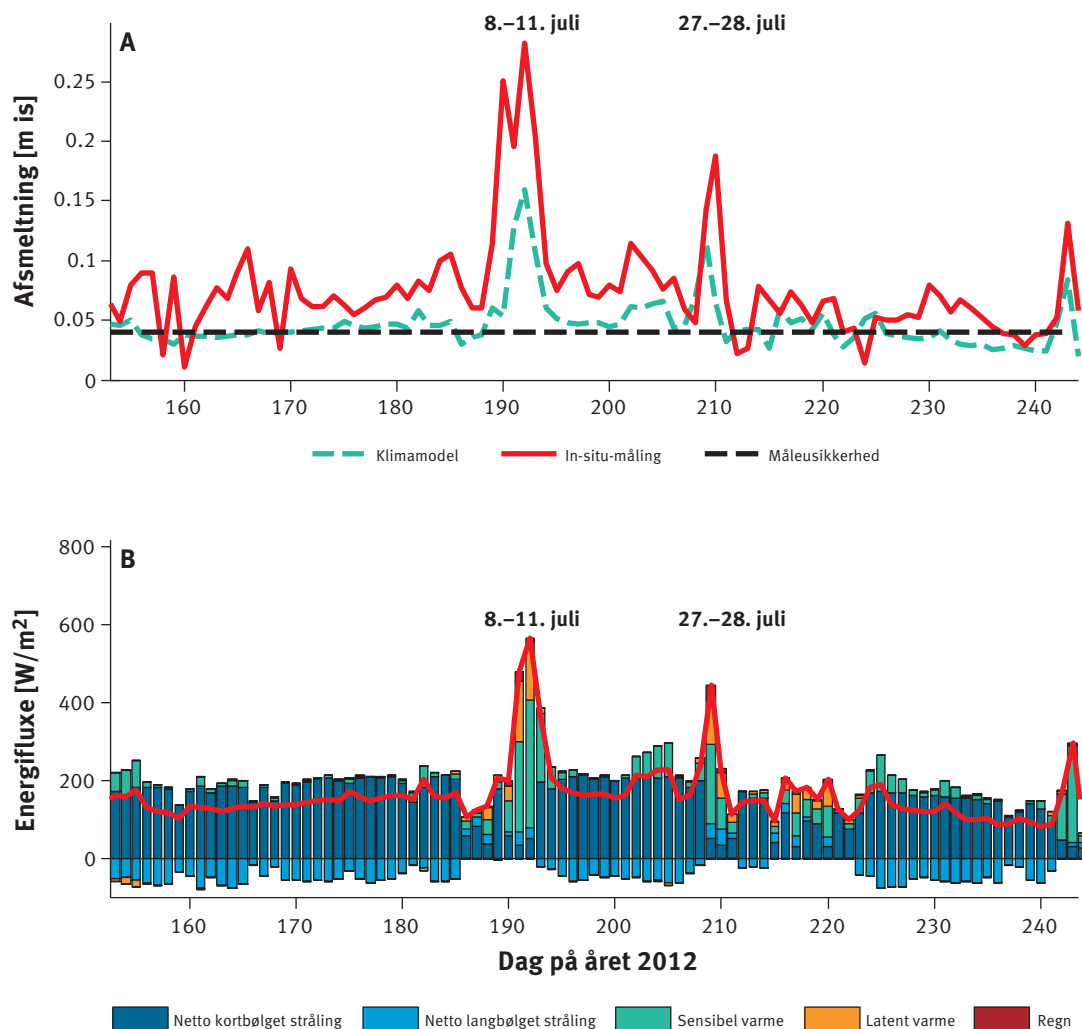 A
8.–11. juli
27.–28. juli
Afsmeltning [m is]
0.25
0.2
0.15
0.1
0.05
0
160
170
180
190
200
210
220
230
240
Klimamodel
In-situ-måling
Måleusikkerhed
B
8.–11. juli
27.–28. juli
Energifluxe [W/m²]
800
600
400
200
0
160
170
180
190
200
210
220
230
240
Dag på året 2012
Netto kortbølget stråling
Netto langbølget stråling
Sensibel varme
Latent varme
Regn